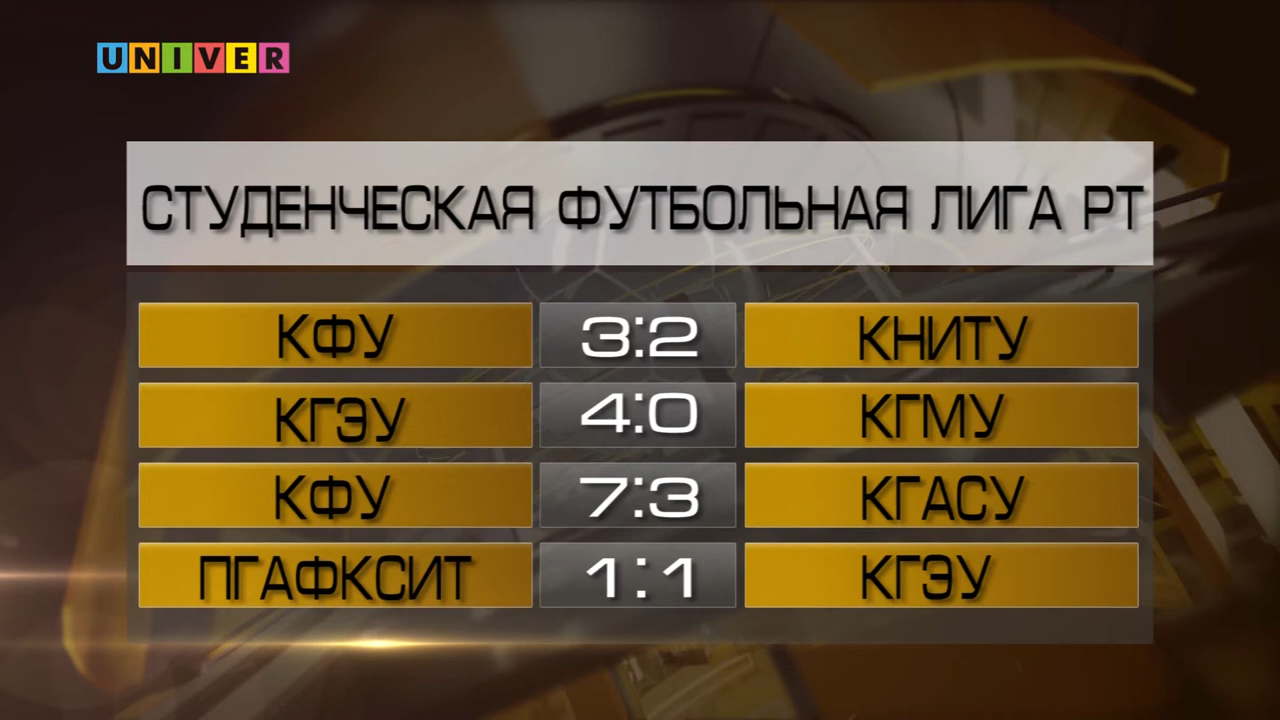 UNIVER
СТУДЕНЧЕСКАЯ ФУТБОЛЬНАЯ ЛИГА РТ
КФУ 3:2 КНИТУ
КГЭУ 4:0 КГМУ
КФУ 7:3 КГАСУ
ПГАФКСИТ 1:1 КГЭУ